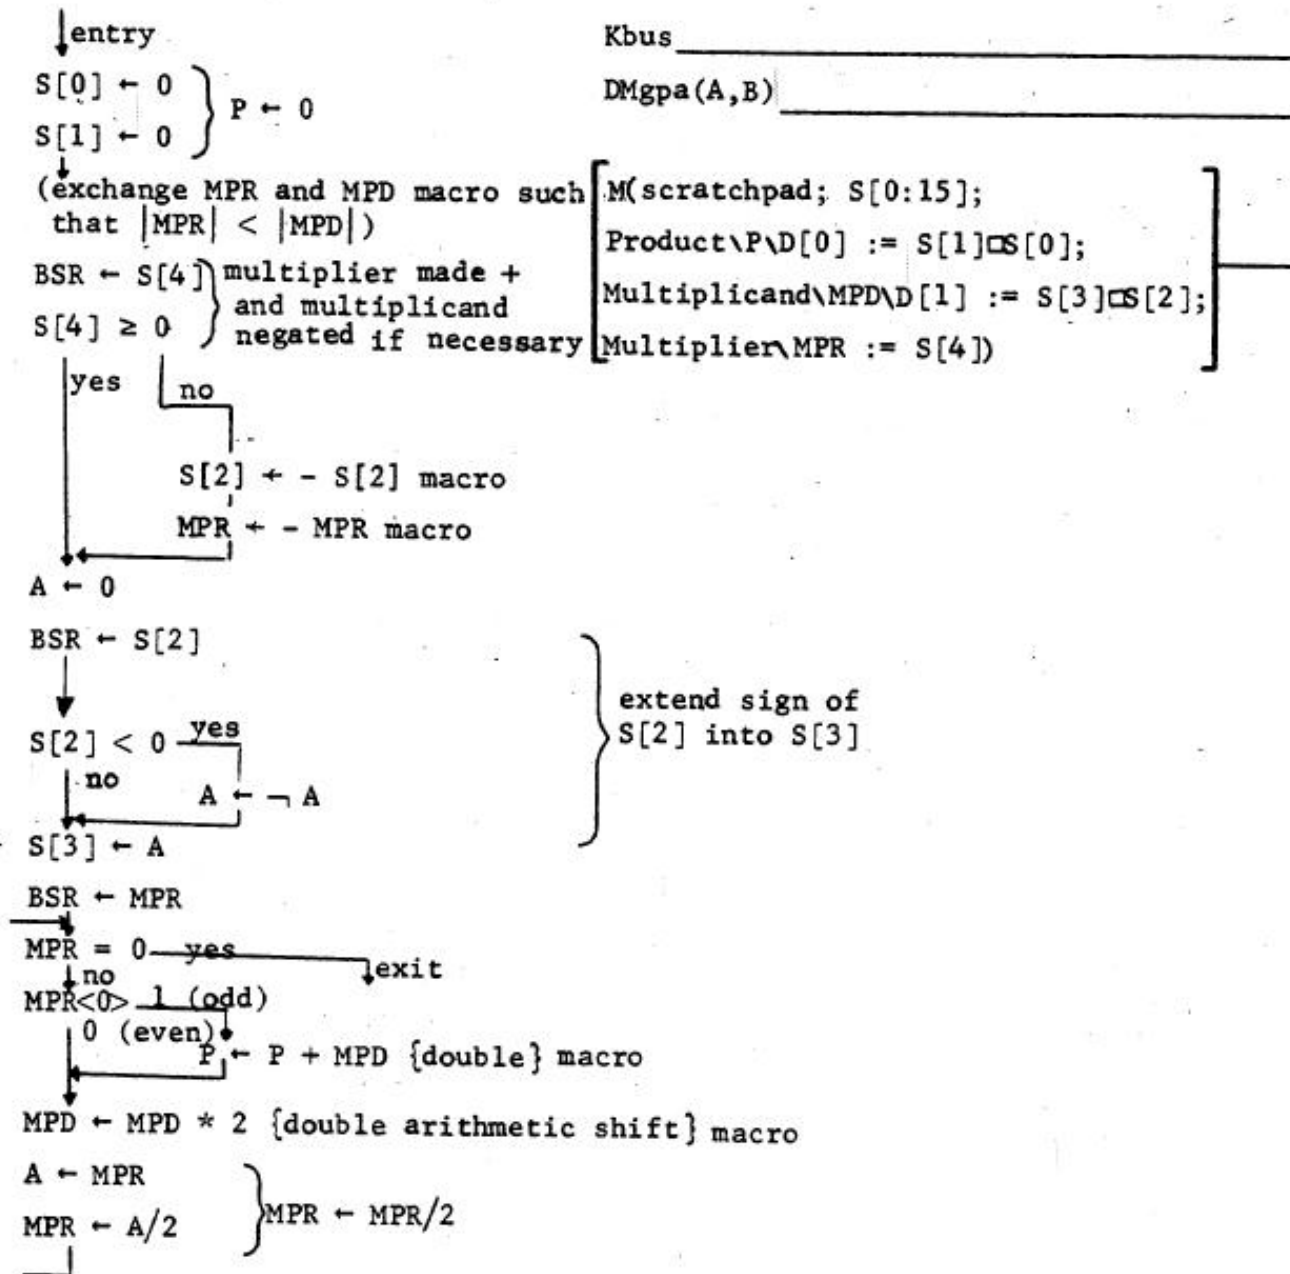 entry
Kbus
S[0] ← 0
P ← 0
DMgpa(A,B)
S[1] ← 0
(exchange MPR and MPD macro such
that |MPR| < |MPD|)
M(scratchpad; S[0:15];
Product\P\D[0] := S[1]□S[0];
Multiplicand\MPD\D[1] := S[3]□S[2];
Multiplier\MPR := S[4])
BSR ← S[4]
S[4] ≥ 0
multiplier made +
and multiplicand
negated if necessary
yes
no
S[2] ← - S[2] macro
MPR ← - MPR macro
A ← 0
BSR ← S[2]
S[2] < 0 yes
no
A ← ¬ A
S[3] ← A
extend sign of
S[2] into S[3]
BSR ← MPR
MPR = 0 yes
exit
no
MPR<0> 1 (odd)
0 (even)
P ← P + MPD {double} macro
MPD ← MPD * 2 {double arithmetic shift} macro
A ← MPR
MPR ← A/2
MPR ← MPR/2